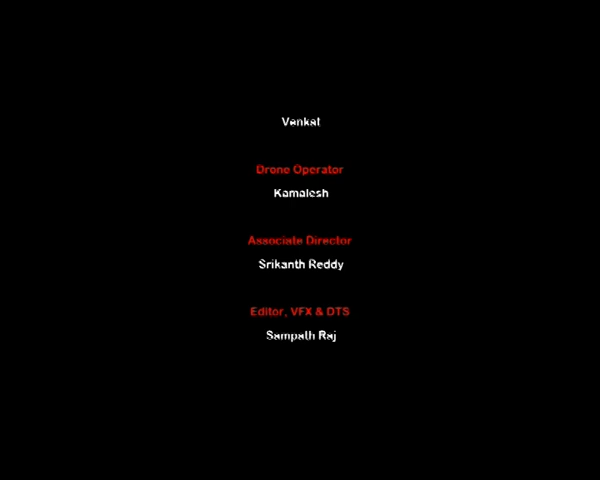 Venkat
Drone Operator
Kamalesh
Associate Director
Srikanth Reddy
Editor, VFX & DTS
Sampath Raj